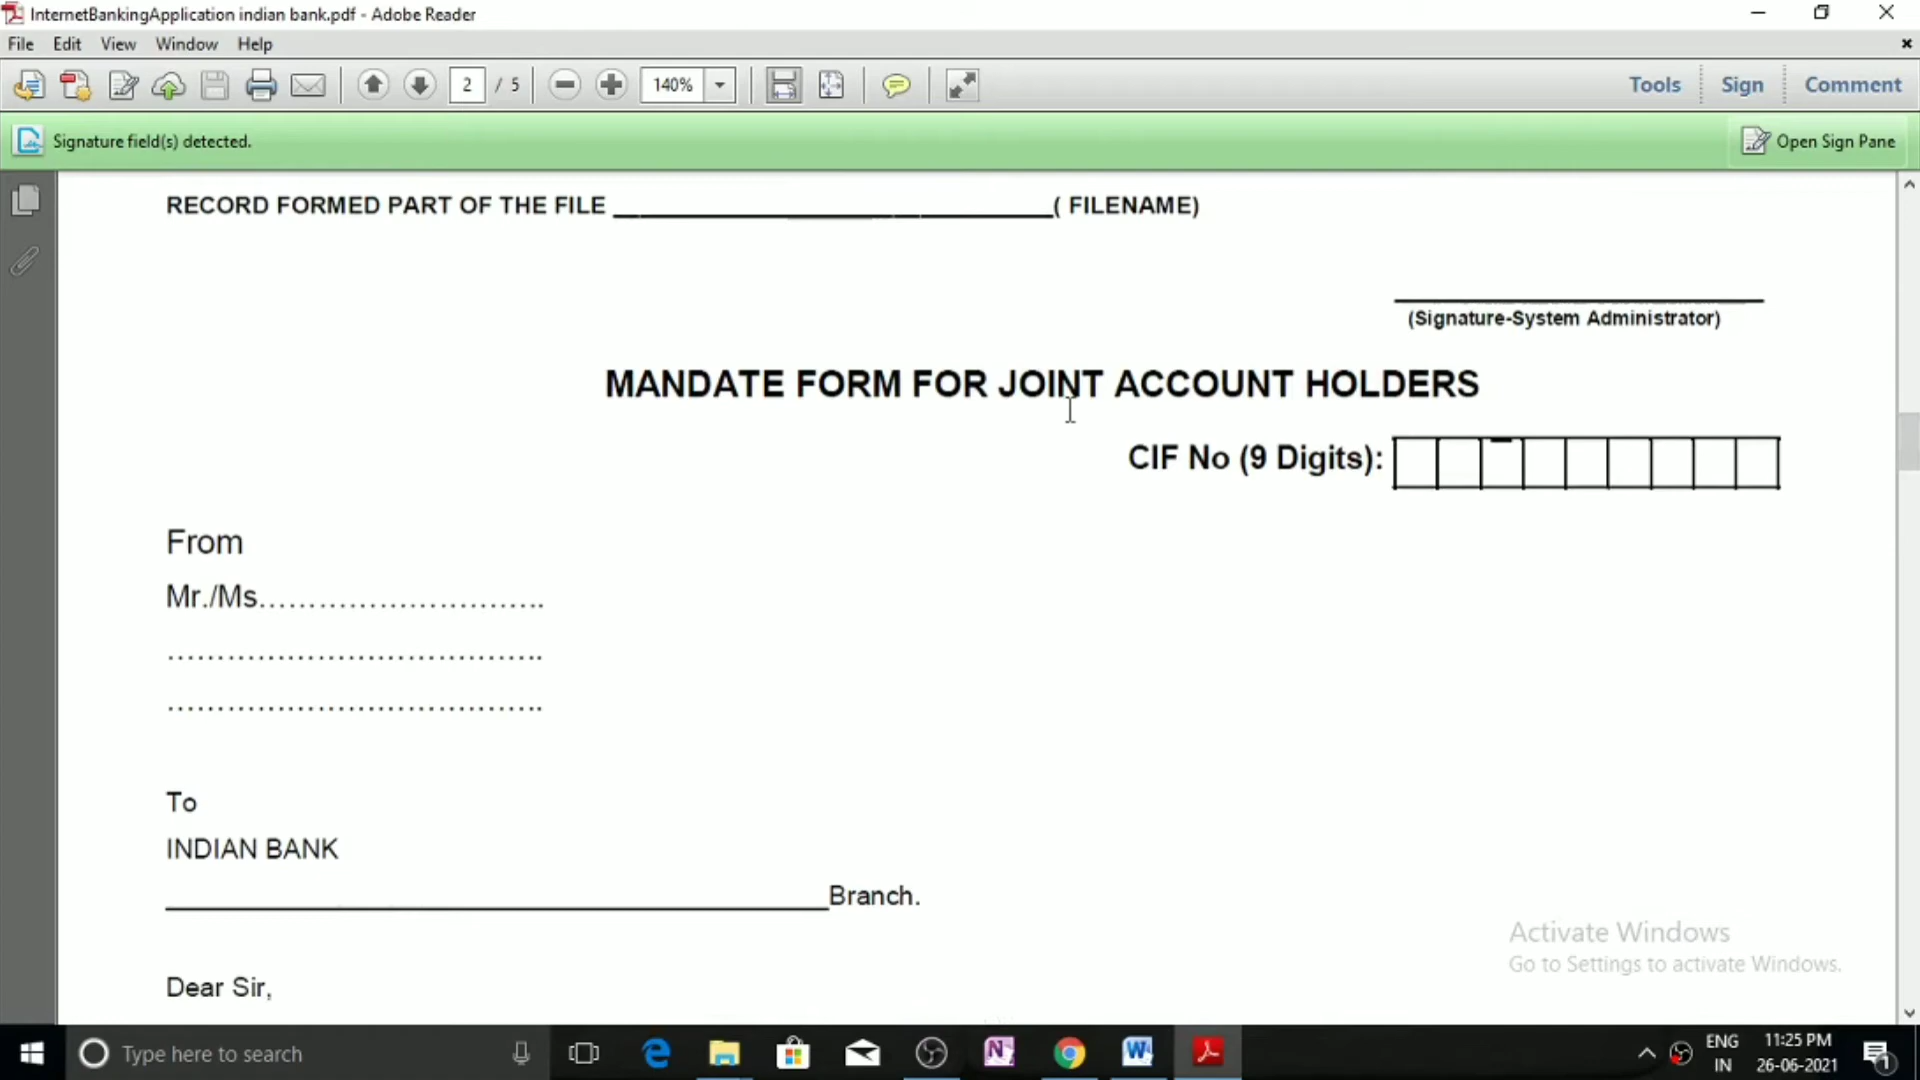 InternetBankingApplication indian bank.pdf - Adobe Reader
File Edit View Window Help
2 / 5 140% Tools Sign Comment
Signature field(s) detected. Open Sign Pane
RECORD FORMED PART OF THE FILE ______________________________( FILENAME)
(Signature-System Administrator)
MANDATE FORM FOR JOINT ACCOUNT HOLDERS
CIF No (9 Digits):
From
Mr./Ms…………………………….
……………………………………….
……………………………………….
To
INDIAN BANK
______________________________________________Branch.
Dear Sir,
Activate Windows
Go to Settings to activate Windows.
Type here to search
ENG 11:25 PM
IN 26-06-2021
1